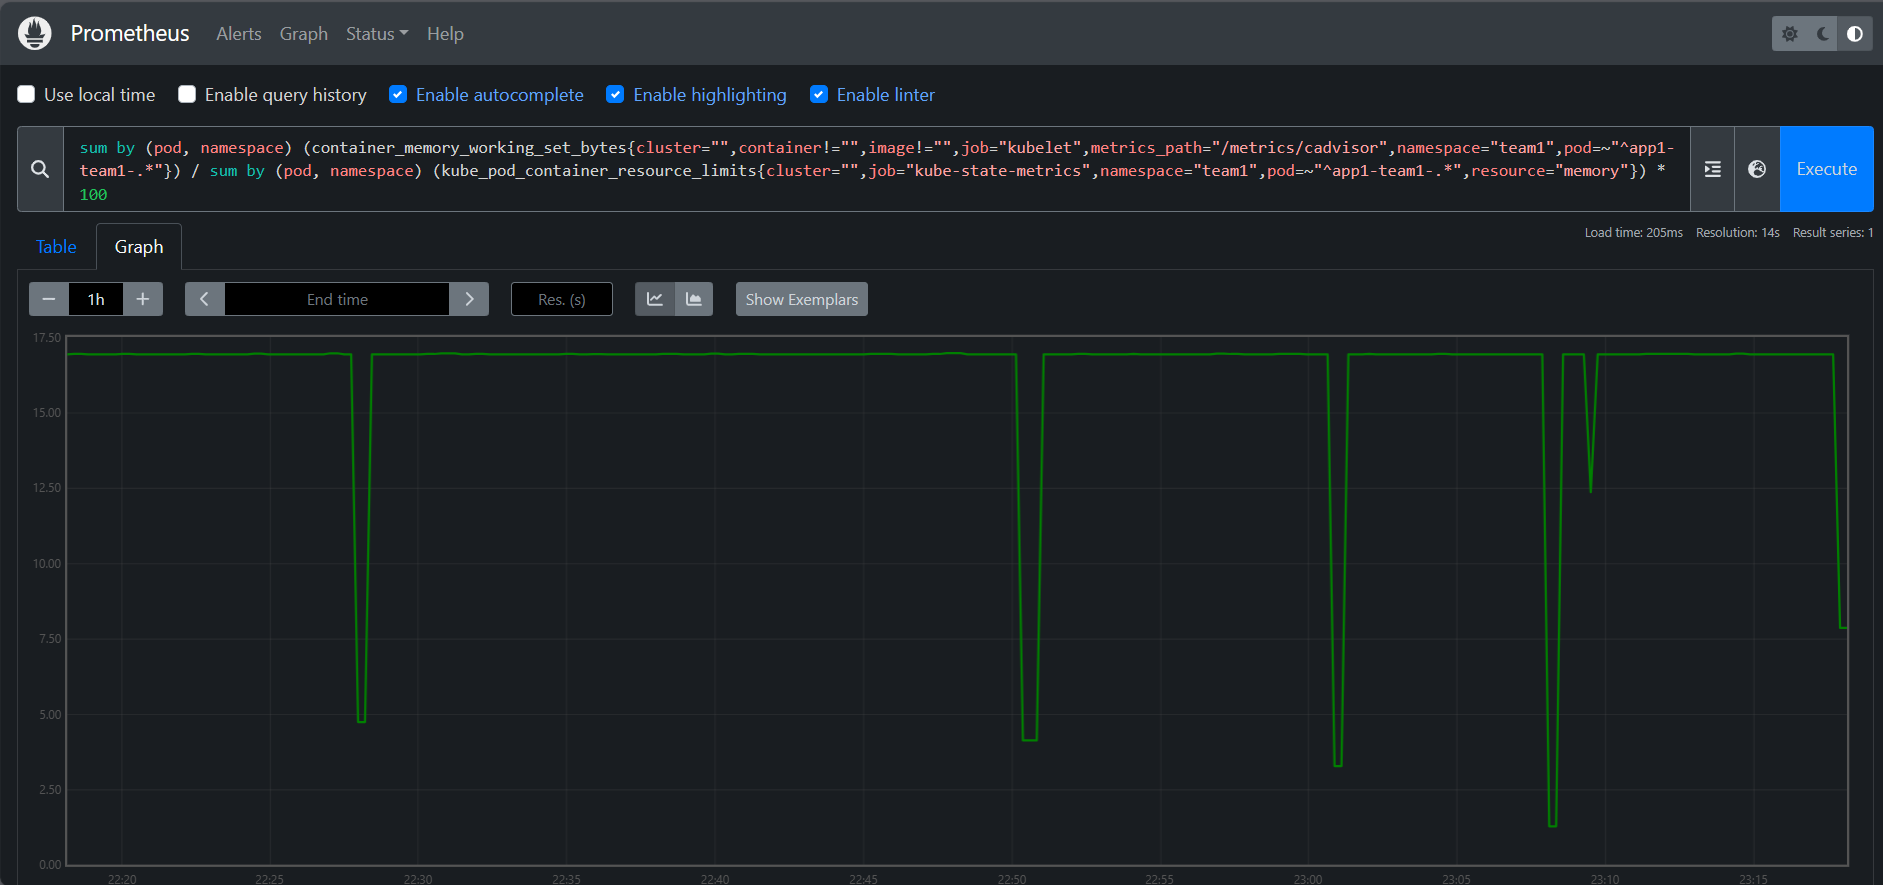 Prometheus Alerts Graph Status Help
Use local time Enable query history Enable autocomplete Enable highlighting Enable linter
sum by (pod, namespace) (container_memory_working_set_bytes{cluster="",container!="",image!="",job="kubelet",metrics_path="/metrics/cadvisor",namespace="team1",pod=~"^app1-
team1-.*"}) / sum by (pod, namespace) (kube_pod_container_resource_limits{cluster="",job="kube-state-metrics",namespace="team1",pod=~"^app1-team1-.*",resource="memory"}) *
100
Execute
Table Graph
Load time: 205ms Resolution: 14s Result series: 1
1h End time Res. (s) Show Exemplars
17.50
15.00
12.50
10.00
7.50
5.00
2.50
0.00
22:20 22:25 22:30 22:35 22:40 22:45 22:50 22:55 23:00 23:05 23:10 23:15